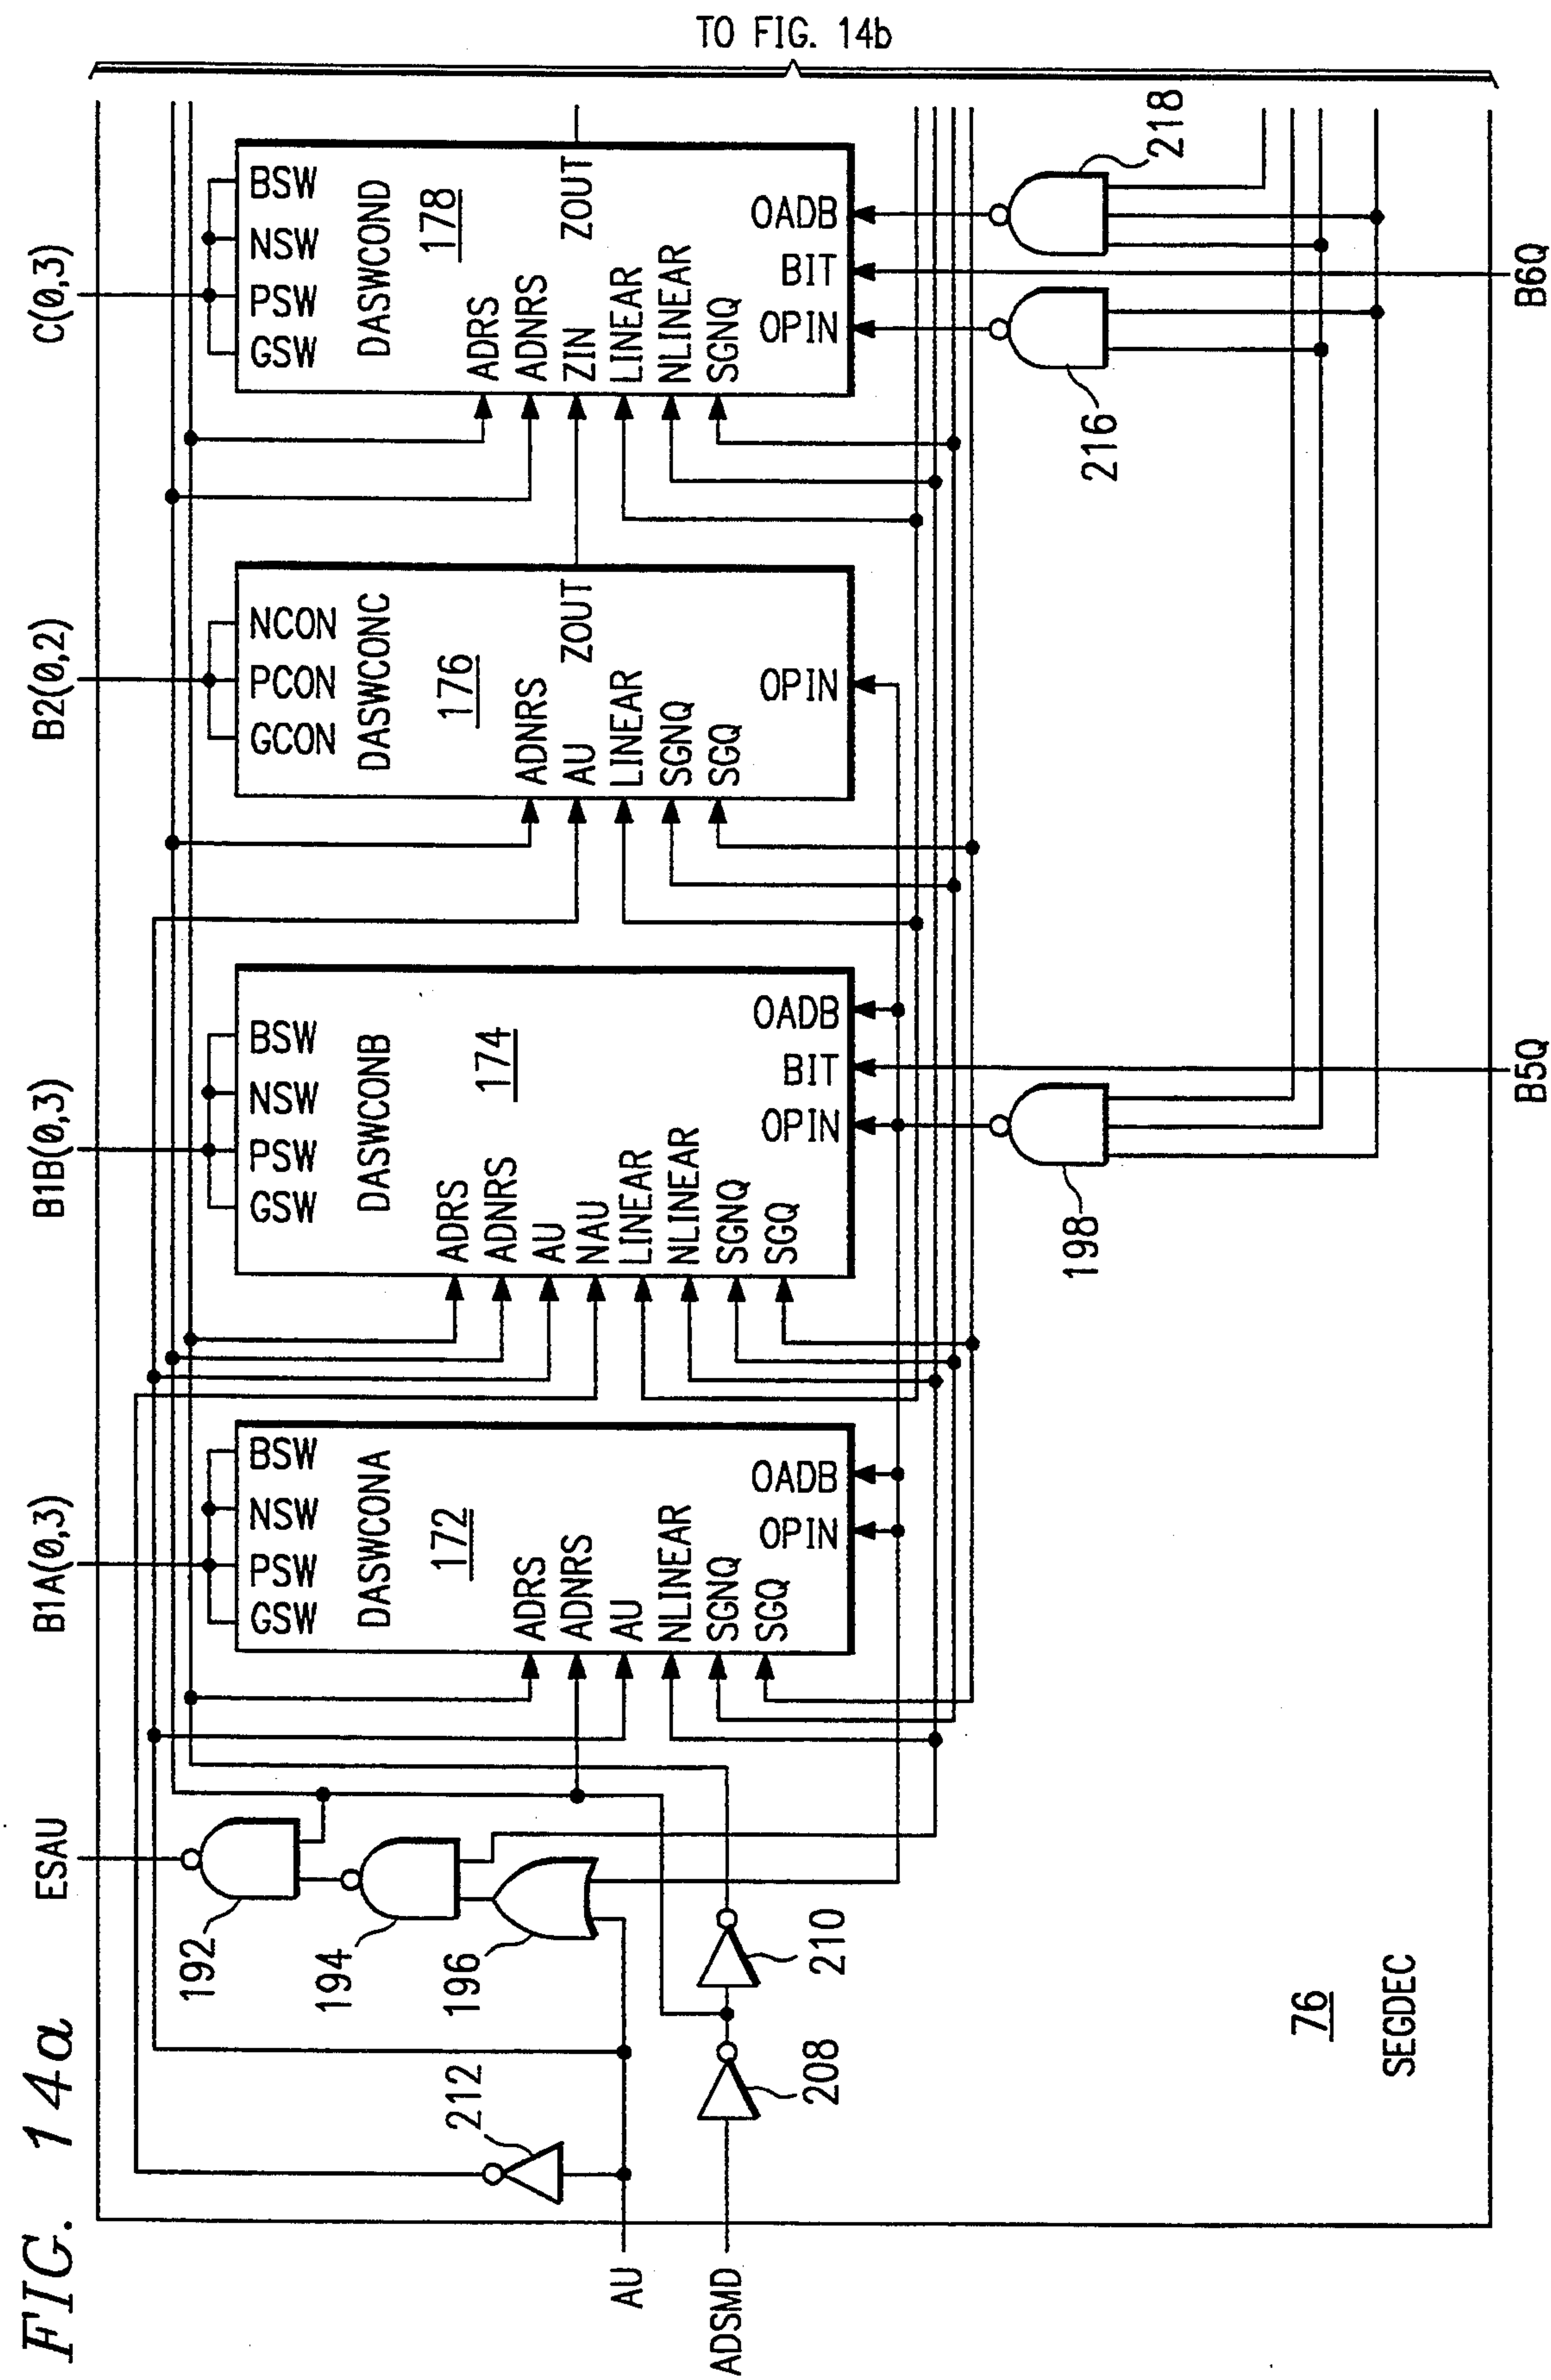 FIG. 14a
TO FIG. 14b
ESAU
B1A(0,3)
B1B(0,3)
B2(0,2)
C(0,3)
192
194
196
212
208
210
AU
ADSMD
GSW
PSW
NSW
BSW
DASWCONA
172
ADRS
ADNRS
AU
NLINEAR
SGNQ
SGQ
OPIN
OADB
GSW
PSW
NSW
BSW
DASWCONB
174
ADRS
ADNRS
AU
NAU
LINEAR
NLINEAR
SGNQ
SGQ
OPIN
BIT
OADB
GCON
PCON
NCON
DASWCONC
176
ADNRS
AU
LINEAR
SGNQ
SGQ
ZOUT
OPIN
GSW
PSW
NSW
BSW
DASWCOND
178
ADRS
ADNRS
ZIN
LINEAR
NLINEAR
SGNQ
ZOUT
OPIN
BIT
OADB
198
216
218
76
SEGDEC
B5Q
B6Q